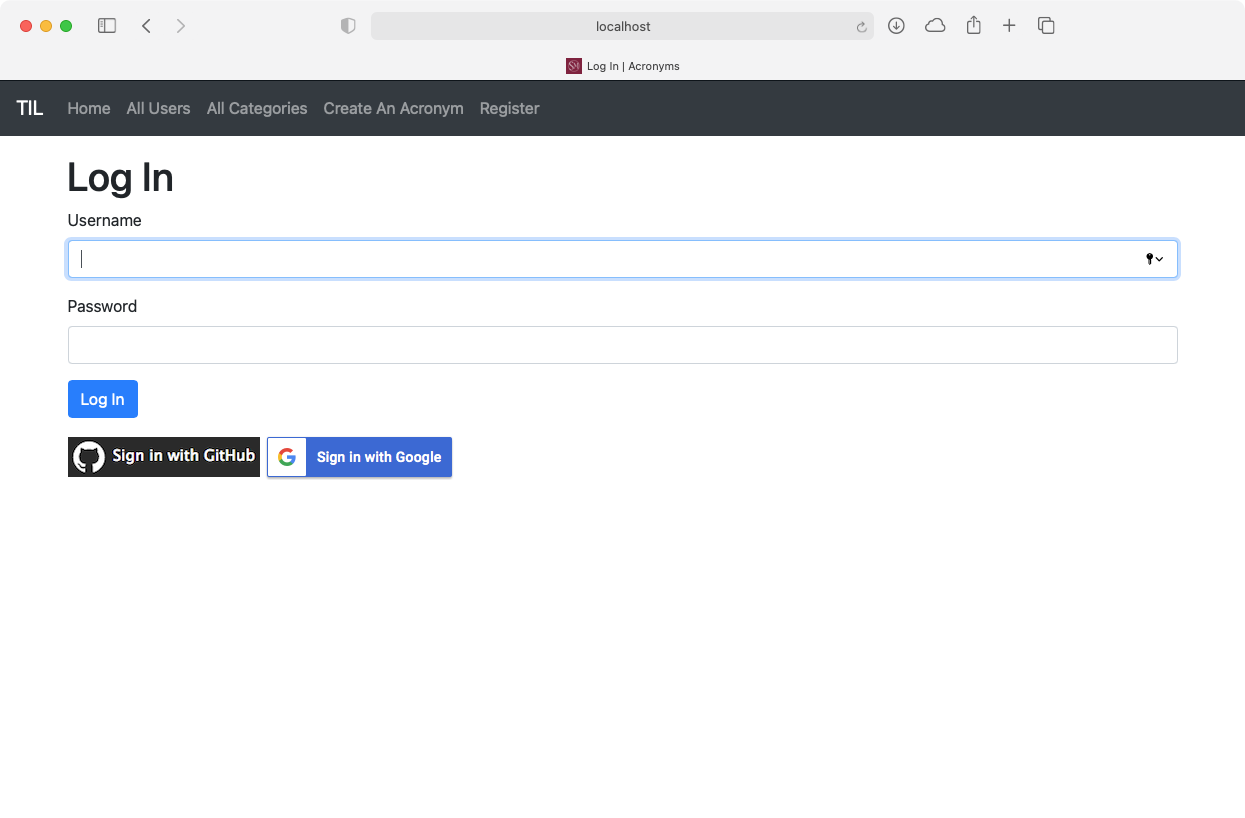 localhost
Log In | Acronyms
TIL Home All Users All Categories Create An Acronym Register
Log In
Username
Password
Log In
Sign in with GitHub Sign in with Google